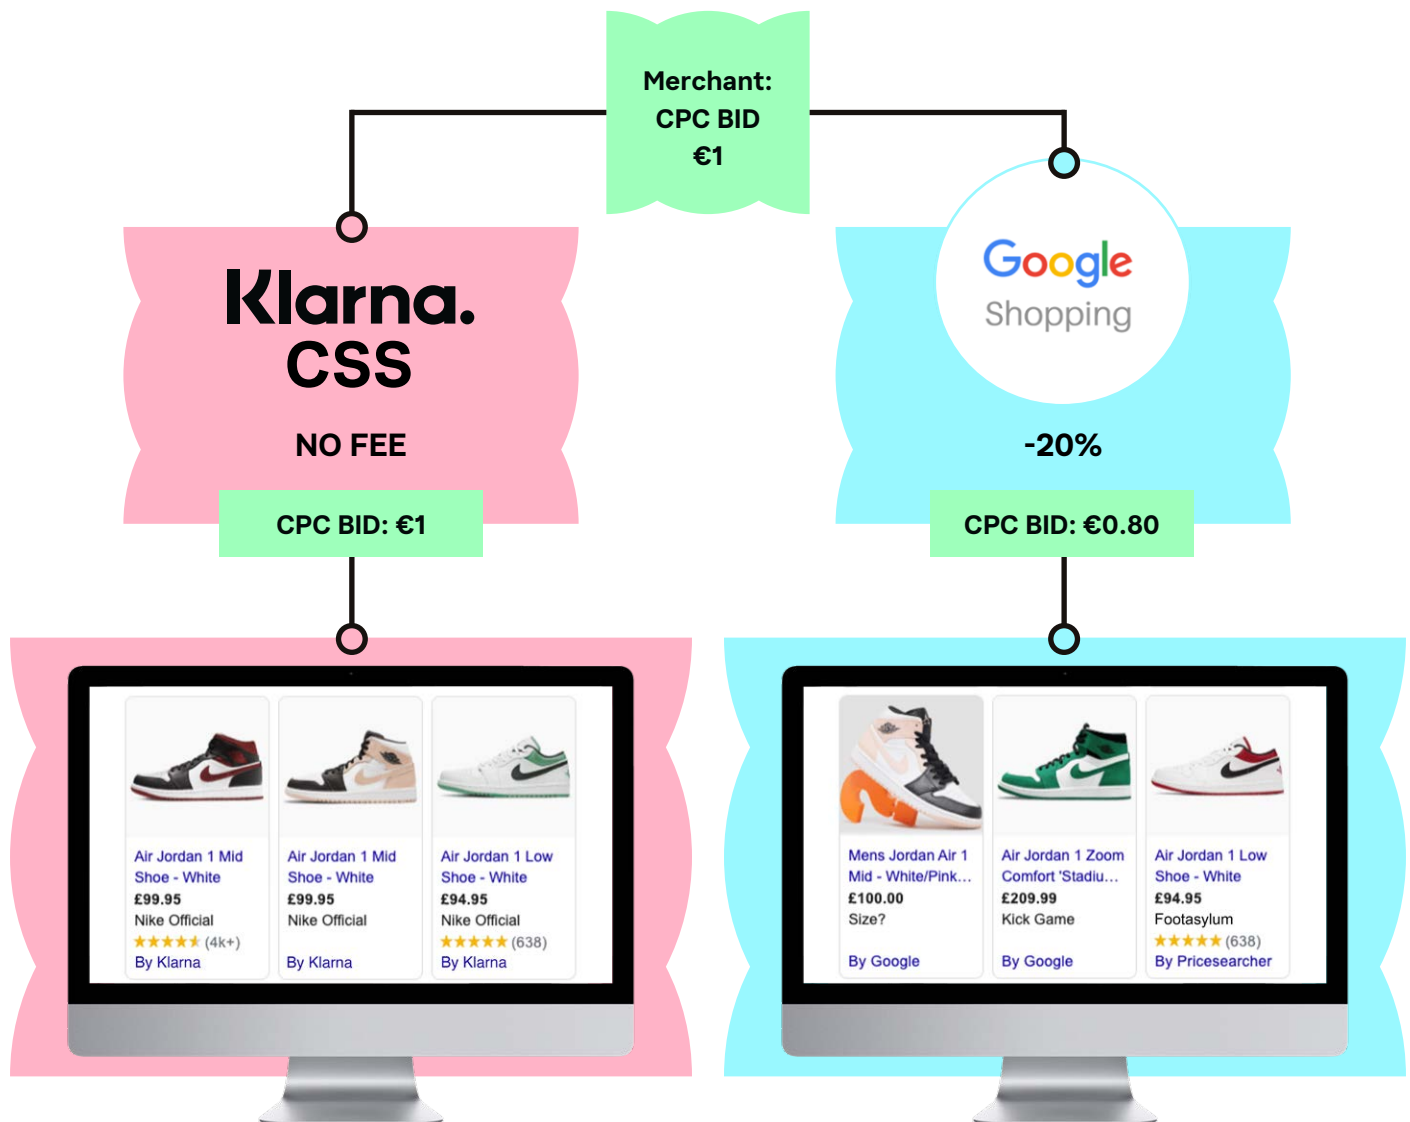 Merchant:
CPC BID
€1
Klarna.
CSS
NO FEE
CPC BID: €1
Google
Shopping
-20%
CPC BID: €0.80
Air Jordan 1 Mid
Shoe - White
£99.95
Nike Official
(4k+)
By Klarna
Air Jordan 1 Mid
Shoe - White
£99.95
Nike Official
By Klarna
Air Jordan 1 Low
Shoe - White
£94.95
Nike Official
(638)
By Klarna
Mens Jordan Air 1
Mid - White/Pink...
£100.00
Size?
By Google
Air Jordan 1 Zoom
Comfort 'Stadiu...
£209.99
Kick Game
By Google
Air Jordan 1 Low
Shoe - White
£94.95
Footasylum
(638)
By Pricesearcher